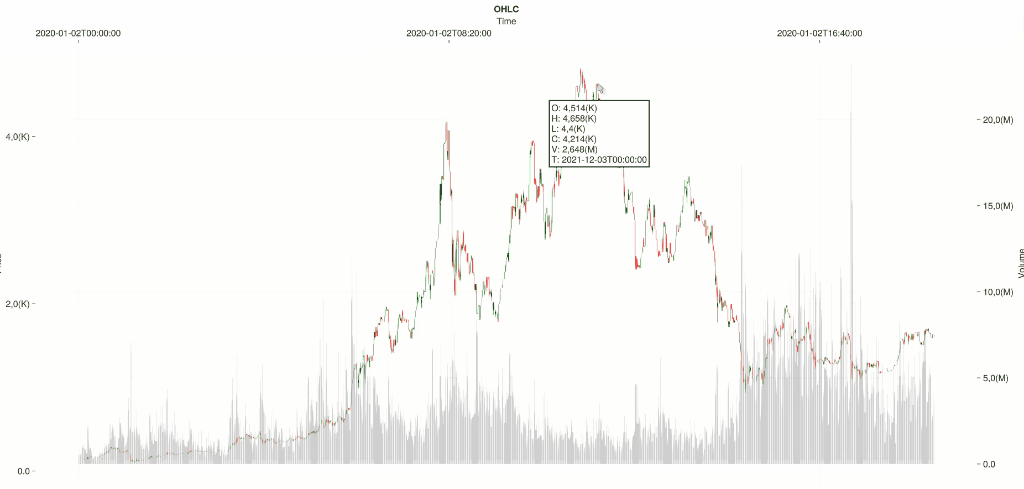 OHLC
Time
2020-01-02T00:00:00
2020-01-02T08:20:00
2020-01-02T16:40:00
O: 4,514(K)
H: 4,658(K)
L: 4,4(K)
C: 4,214(K)
V: 2,648(M)
T: 2021-12-03T00:00:00
4,0(K)
2,0(K)
0.0
20,0(M)
15,0(M)
10,0(M)
5,0(M)
0.0
Volume